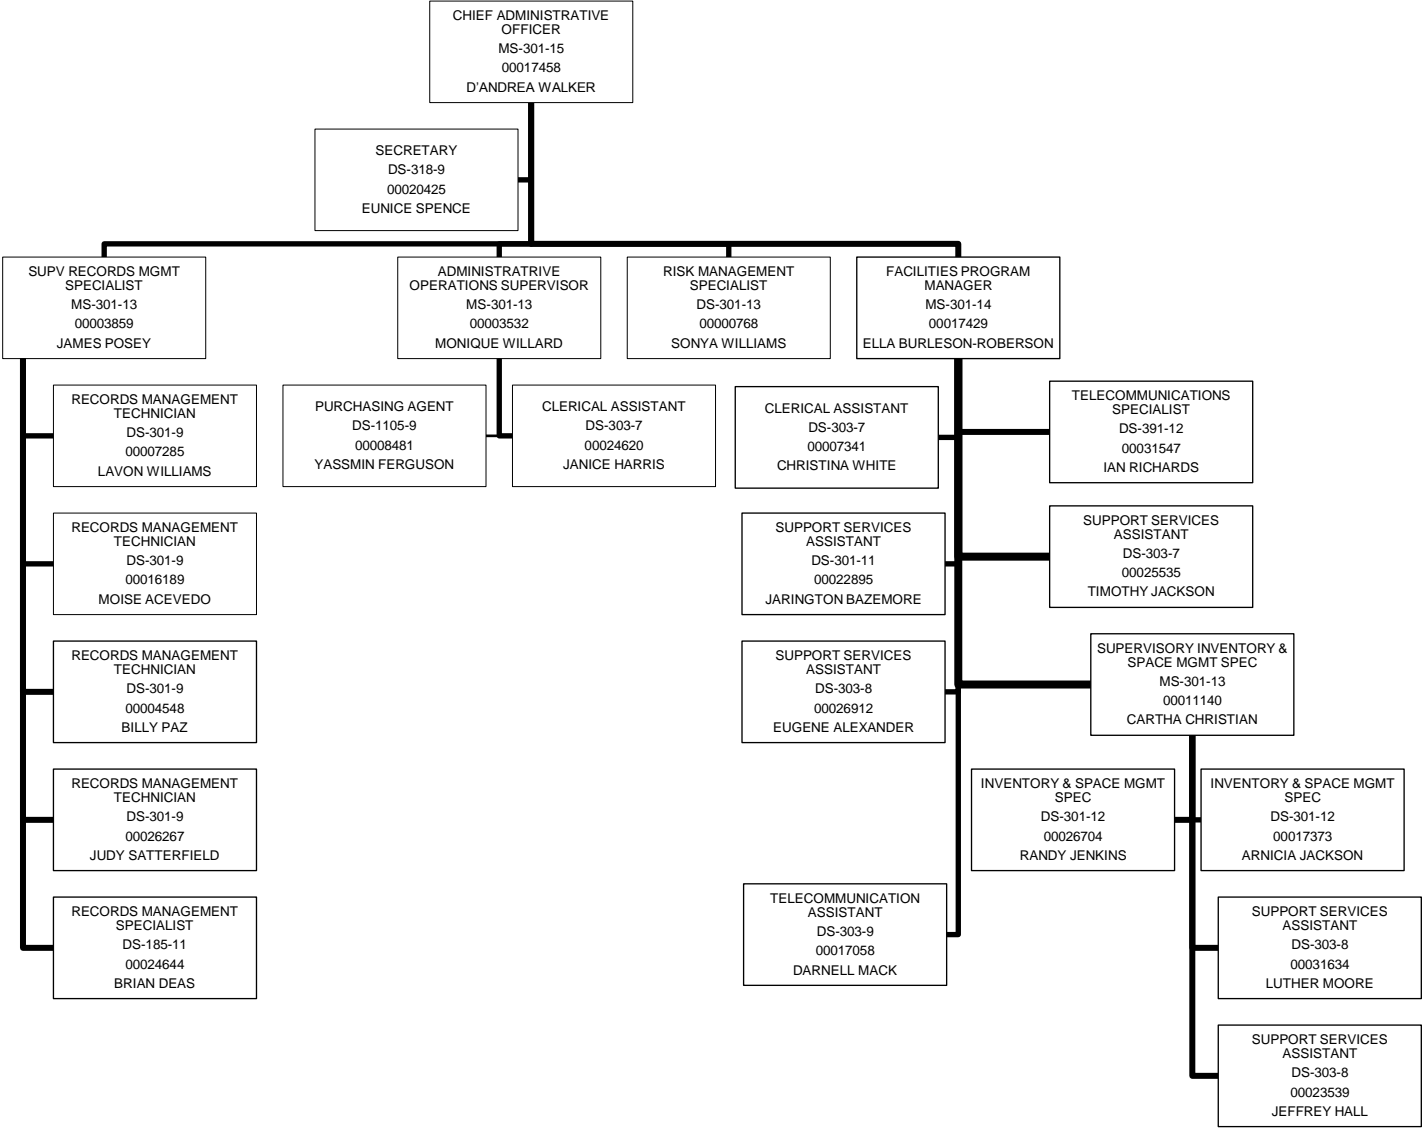 CHIEF ADMINISTRATIVE
OFFICER
MS-301-15
00017458
D'ANDREA WALKER
SECRETARY
DS-318-9
00020425
EUNICE SPENCE
SUPV RECORDS MGMT
SPECIALIST
MS-301-13
00003859
JAMES POSEY
ADMINISTRATRIVE
OPERATIONS SUPERVISOR
MS-301-13
00003532
MONIQUE WILLARD
RISK MANAGEMENT
SPECIALIST
DS-301-13
00000768
SONYA WILLIAMS
FACILITIES PROGRAM
MANAGER
MS-301-14
00017429
ELLA BURLESON-ROBERSON
RECORDS MANAGEMENT
TECHNICIAN
DS-301-9
00007285
LAVON WILLIAMS
RECORDS MANAGEMENT
TECHNICIAN
DS-301-9
00016189
MOISE ACEVEDO
RECORDS MANAGEMENT
TECHNICIAN
DS-301-9
00004548
BILLY PAZ
RECORDS MANAGEMENT
TECHNICIAN
DS-301-9
00026267
JUDY SATTERFIELD
RECORDS MANAGEMENT
SPECIALIST
DS-185-11
00024644
BRIAN DEAS
PURCHASING AGENT
DS-1105-9
00008481
YASSMIN FERGUSON
CLERICAL ASSISTANT
DS-303-7
00024620
JANICE HARRIS
CLERICAL ASSISTANT
DS-303-7
00007341
CHRISTINA WHITE
SUPPORT SERVICES
ASSISTANT
DS-301-11
00022895
JARINGTON BAZEMORE
SUPPORT SERVICES
ASSISTANT
DS-303-8
00026912
EUGENE ALEXANDER
TELECOMMUNICATION
ASSISTANT
DS-303-9
00017058
DARNELL MACK
TELECOMMUNICATIONS
SPECIALIST
DS-391-12
00031547
IAN RICHARDS
SUPPORT SERVICES
ASSISTANT
DS-303-7
00025535
TIMOTHY JACKSON
SUPERVISORY INVENTORY &
SPACE MGMT SPEC
MS-301-13
00011140
CARTHA CHRISTIAN
INVENTORY & SPACE MGMT
SPEC
DS-301-12
00026704
RANDY JENKINS
INVENTORY & SPACE MGMT
SPEC
DS-301-12
00017373
ARNICIA JACKSON
SUPPORT SERVICES
ASSISTANT
DS-303-8
00031634
LUTHER MOORE
SUPPORT SERVICES
ASSISTANT
DS-303-8
00023539
JEFFREY HALL